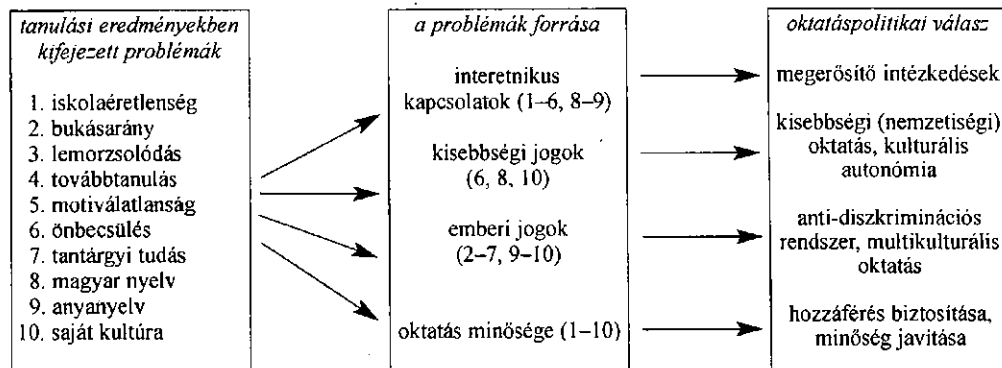 tanulási eredményekben
kifejezett problémák
1. iskolaéretlenség
2. bukásarány
3. lemorzsolódás
4. továbbtanulás
5. motiválatlanság
6. önbecsülés
7. tantárgyi tudás
8. magyar nyelv
9. anyanyelv
10. saját kultúra
a problémák forrása
interetnikus
kapcsolatok (1–6, 8–9)
kisebbségi jogok
(6, 8, 10)
emberi jogok
(2–7, 9–10)
oktatás minősége (1–10)
oktatáspolitikai válasz
megerősítő intézkedések
kisebbségi (nemzetiségi)
oktatás, kulturális
autonómia
anti-diszkriminációs
rendszer, multikulturális
oktatás
hozzáférés biztosítása,
minőség javítása